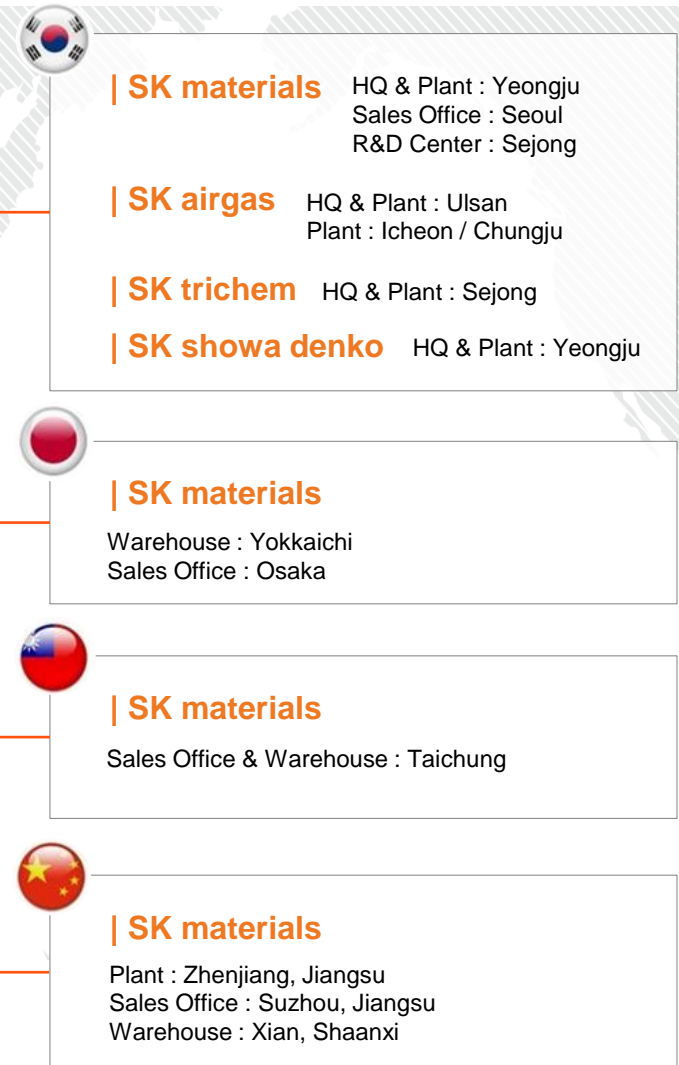 | SK materials HQ & Plant : Yeongju
Sales Office : Seoul
R&D Center : Sejong
| SK airgas HQ & Plant : Ulsan
Plant : Icheon / Chungju
| SK trichem HQ & Plant : Sejong
| SK showa denko HQ & Plant : Yeongju
| SK materials
Warehouse : Yokkaichi
Sales Office : Osaka
| SK materials
Sales Office & Warehouse : Taichung
| SK materials
Plant : Zhenjiang, Jiangsu
Sales Office : Suzhou, Jiangsu
Warehouse : Xian, Shaanxi